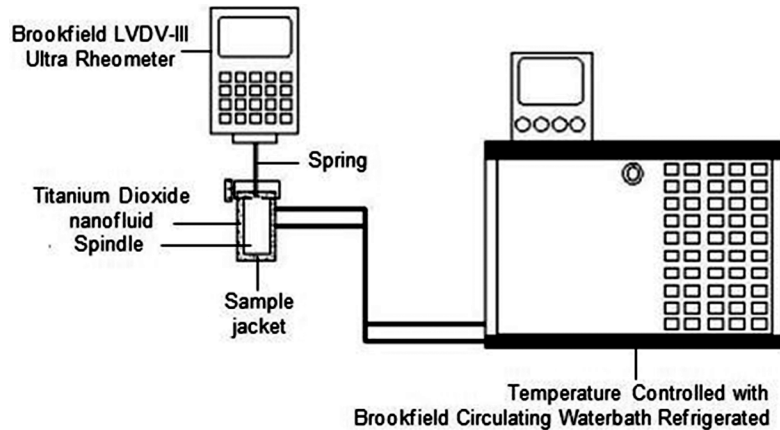 Brookfield LVDV-III
Ultra Rheometer
Spring
Titanium Dioxide
nanofluid
Spindle
Sample
jacket
Temperature Controlled with
Brookfield Circulating Waterbath Refrigerated